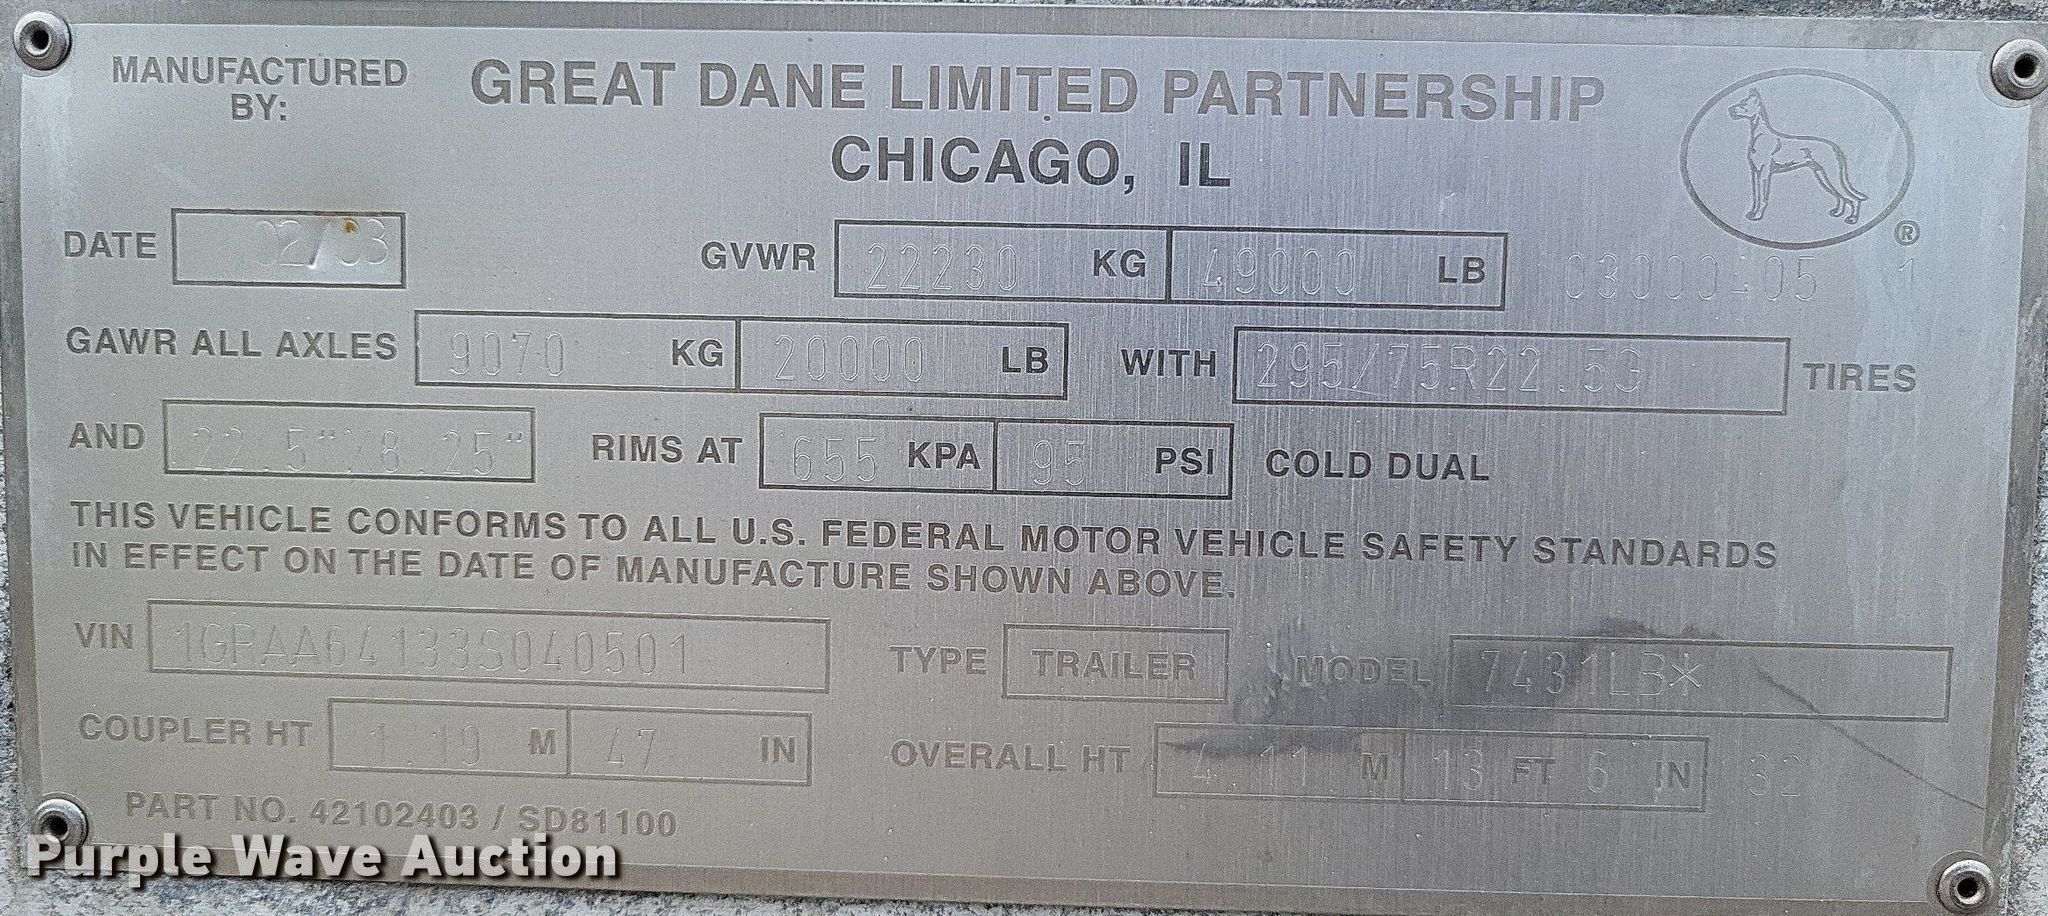 MANUFACTURED BY: GREAT DANE LIMITED PARTNERSHIP
CHICAGO, IL
®
DATE 02/03 GVWR 22230 KG 49000 LB 03000405
GAWR ALL AXLES 9070 KG 20000 LB WITH 295/75R22.5G TIRES
AND 22.5"X8.25" RIMS AT 655 KPA 95 PSI COLD DUAL
THIS VEHICLE CONFORMS TO ALL U.S. FEDERAL MOTOR VEHICLE SAFETY STANDARDS
IN EFFECT ON THE DATE OF MANUFACTURE SHOWN ABOVE.
VIN 1GRAA64133S040501 TYPE TRAILER MODEL 7431LB*
COUPLER HT 1.19 M 47 IN OVERALL HT 4.11 M 13 FT 6 IN 32
PART NO. 42102403 / SD81100
Purple Wave Auction